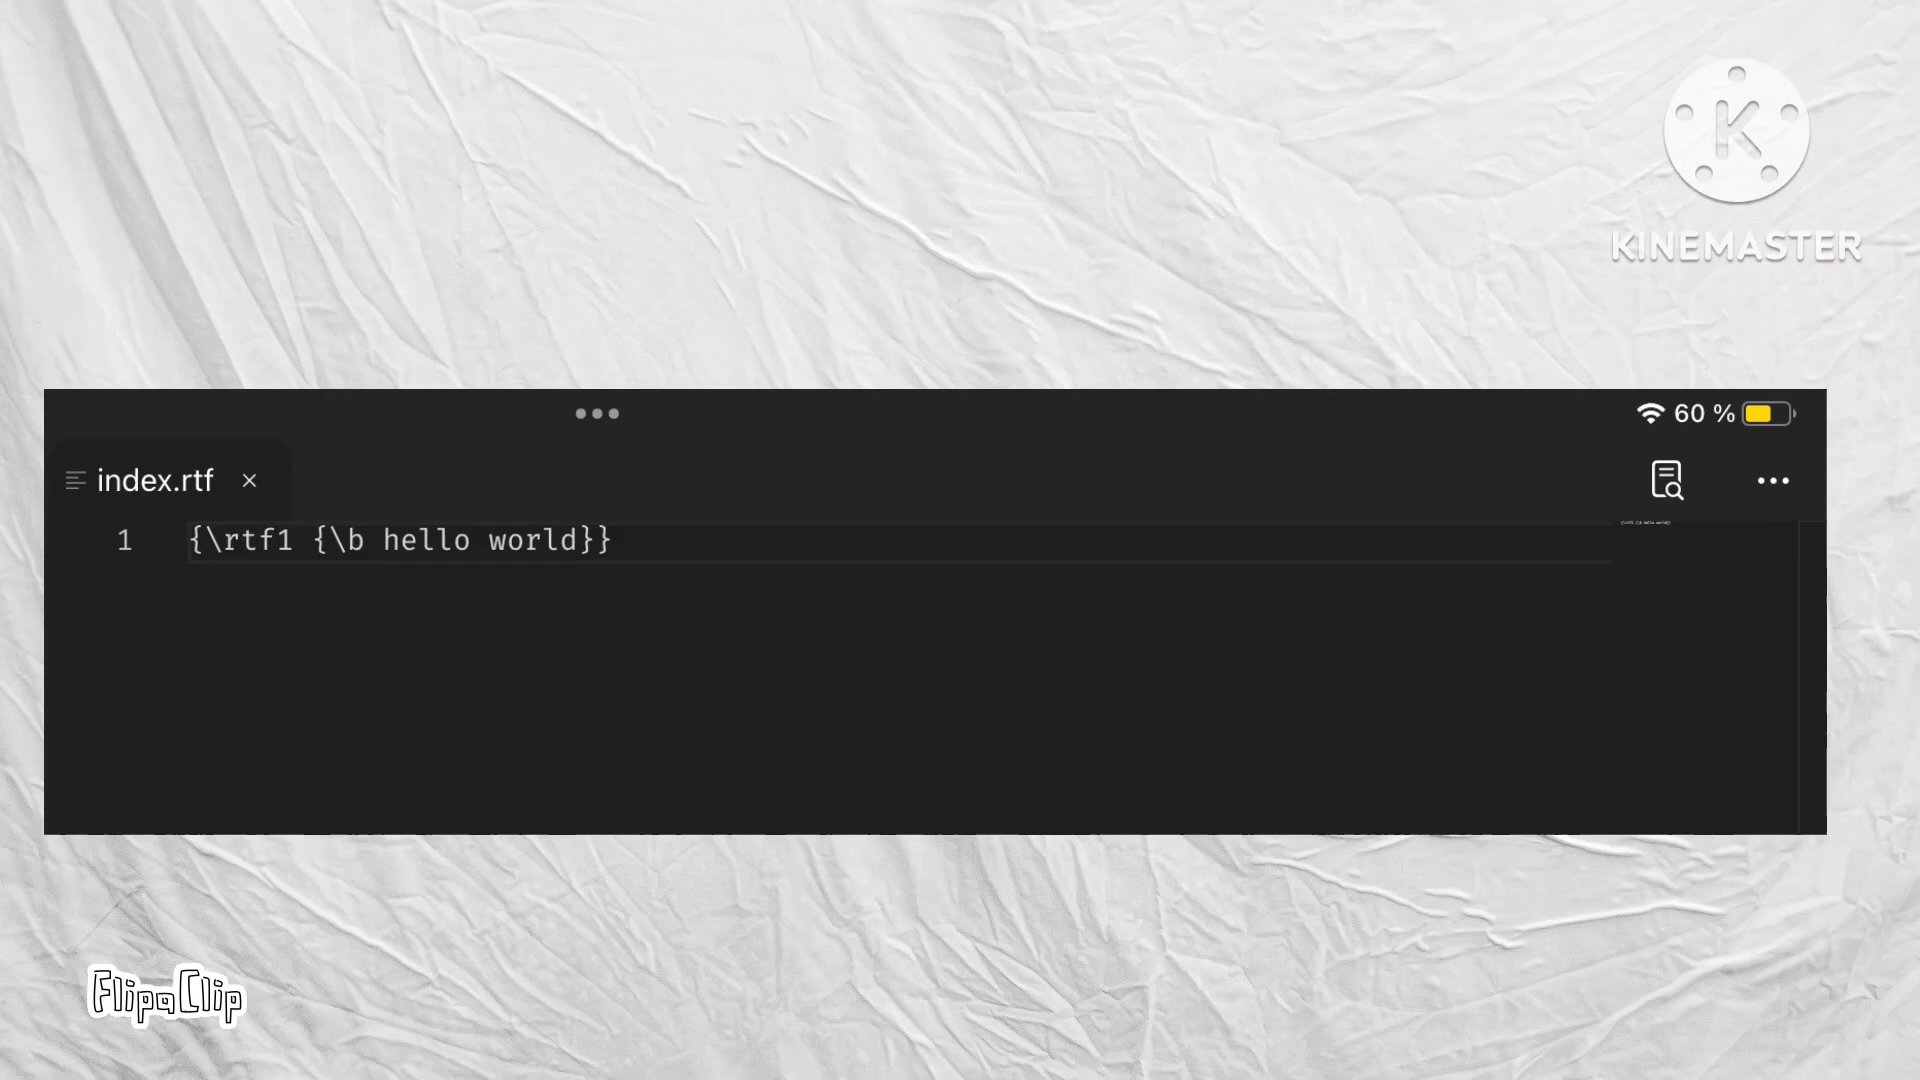 K
KINEMASTER
60 %
index.rtf ×
1 {\rtf1 {\b hello world}}
FlipaClip